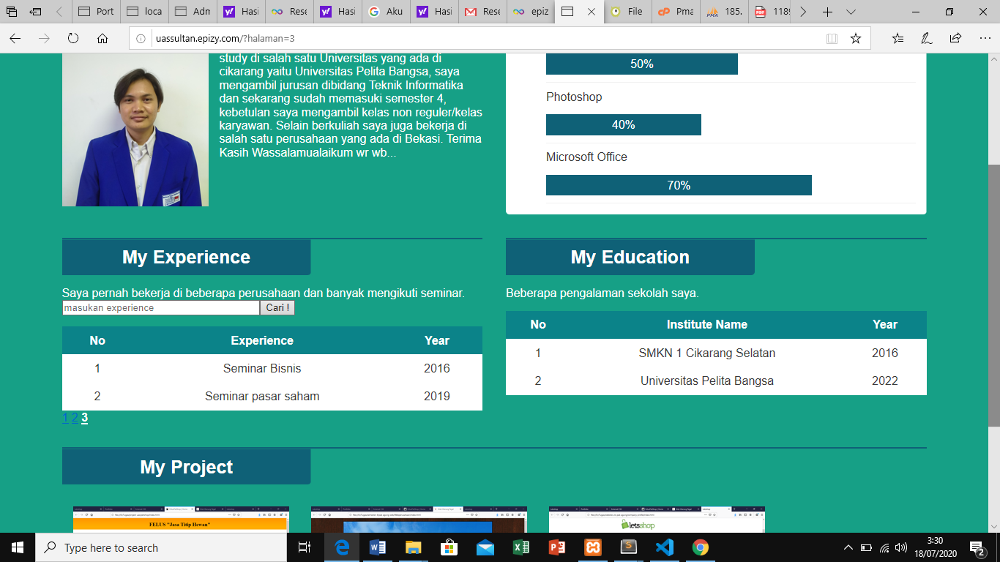 Port
loca
Adm
Hasi
Rese
Hasi
Aku
Hasi
Rese
epiz
File
Pma
185.
1189
uassultan.epizy.com/?halaman=3
study di salah satu Universitas yang ada di
cikarang yaitu Universitas Pelita Bangsa, saya
mengambil jurusan dibidang Teknik Informatika
dan sekarang sudah memasuki semester 4,
kebetulan saya mengambil kelas non reguler/kelas
karyawan. Selain berkuliah saya juga bekerja di
salah satu perusahaan yang ada di Bekasi. Terima
Kasih Wassalamualaikum wr wb...
50%
Photoshop
40%
Microsoft Office
70%
My Experience
Saya pernah bekerja di beberapa perusahaan dan banyak mengikuti seminar.
masukan experience Cari !
No Experience Year
1 Seminar Bisnis 2016
2 Seminar pasar saham 2019
1 2 3
My Education
Beberapa pengalaman sekolah saya.
No Institute Name Year
1 SMKN 1 Cikarang Selatan 2016
2 Universitas Pelita Bangsa 2022
My Project
FELUS "Jasa Titip Hewan"
letsshop
Type here to search
3:30
18/07/2020
2